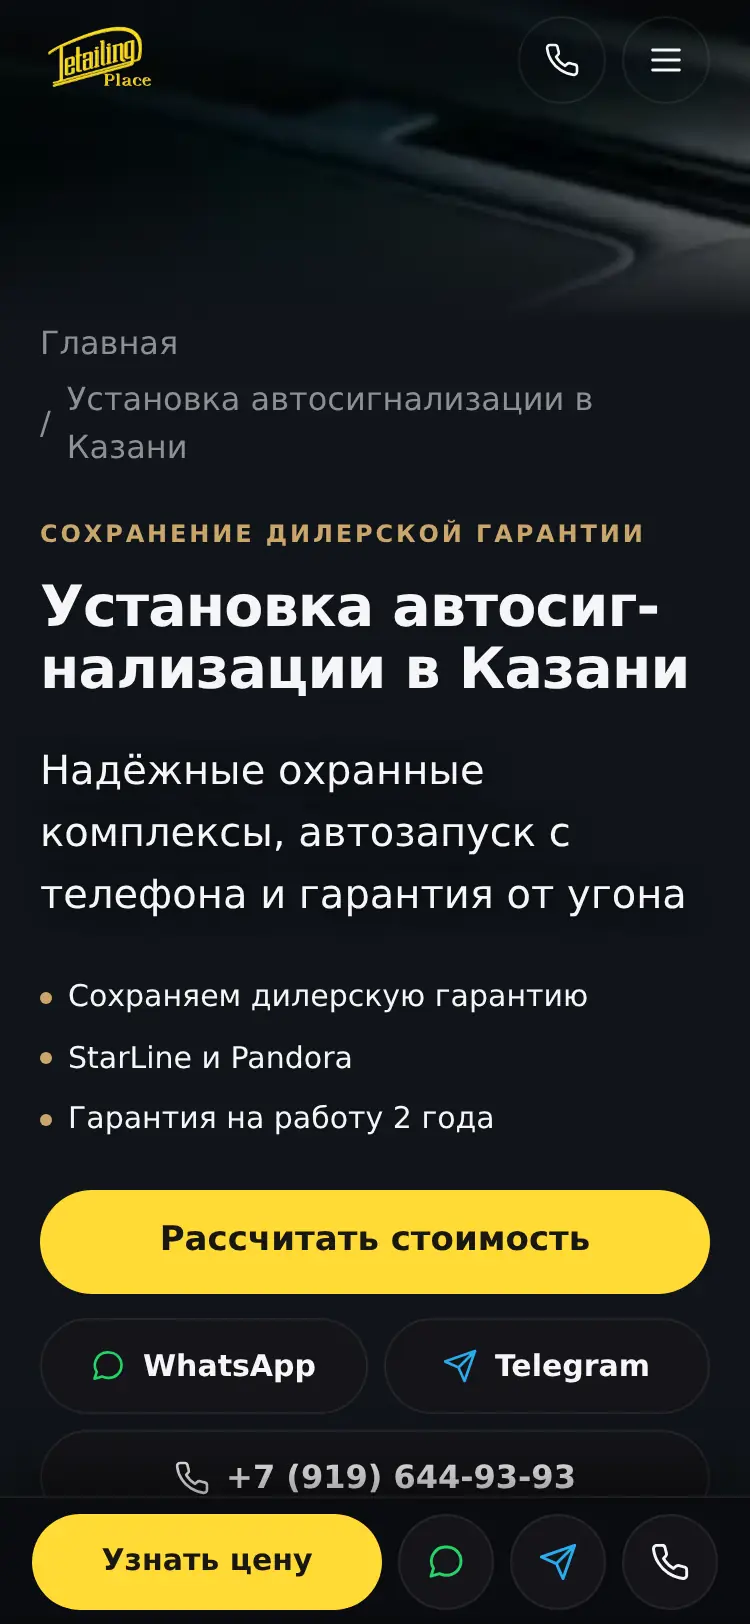 Detailing
Place
Главная
/ Установка автосигнализации в
Казани
СОХРАНЕНИЕ ДИЛЕРСКОЙ ГАРАНТИИ
Установка автосиг-
нализации в Казани
Надёжные охранные
комплексы, автозапуск с
телефона и гарантия от угона
Сохраняем дилерскую гарантию
StarLine и Pandora
Гарантия на работу 2 года
Рассчитать стоимость
WhatsApp
Telegram
+7 (919) 644-93-93
Узнать цену